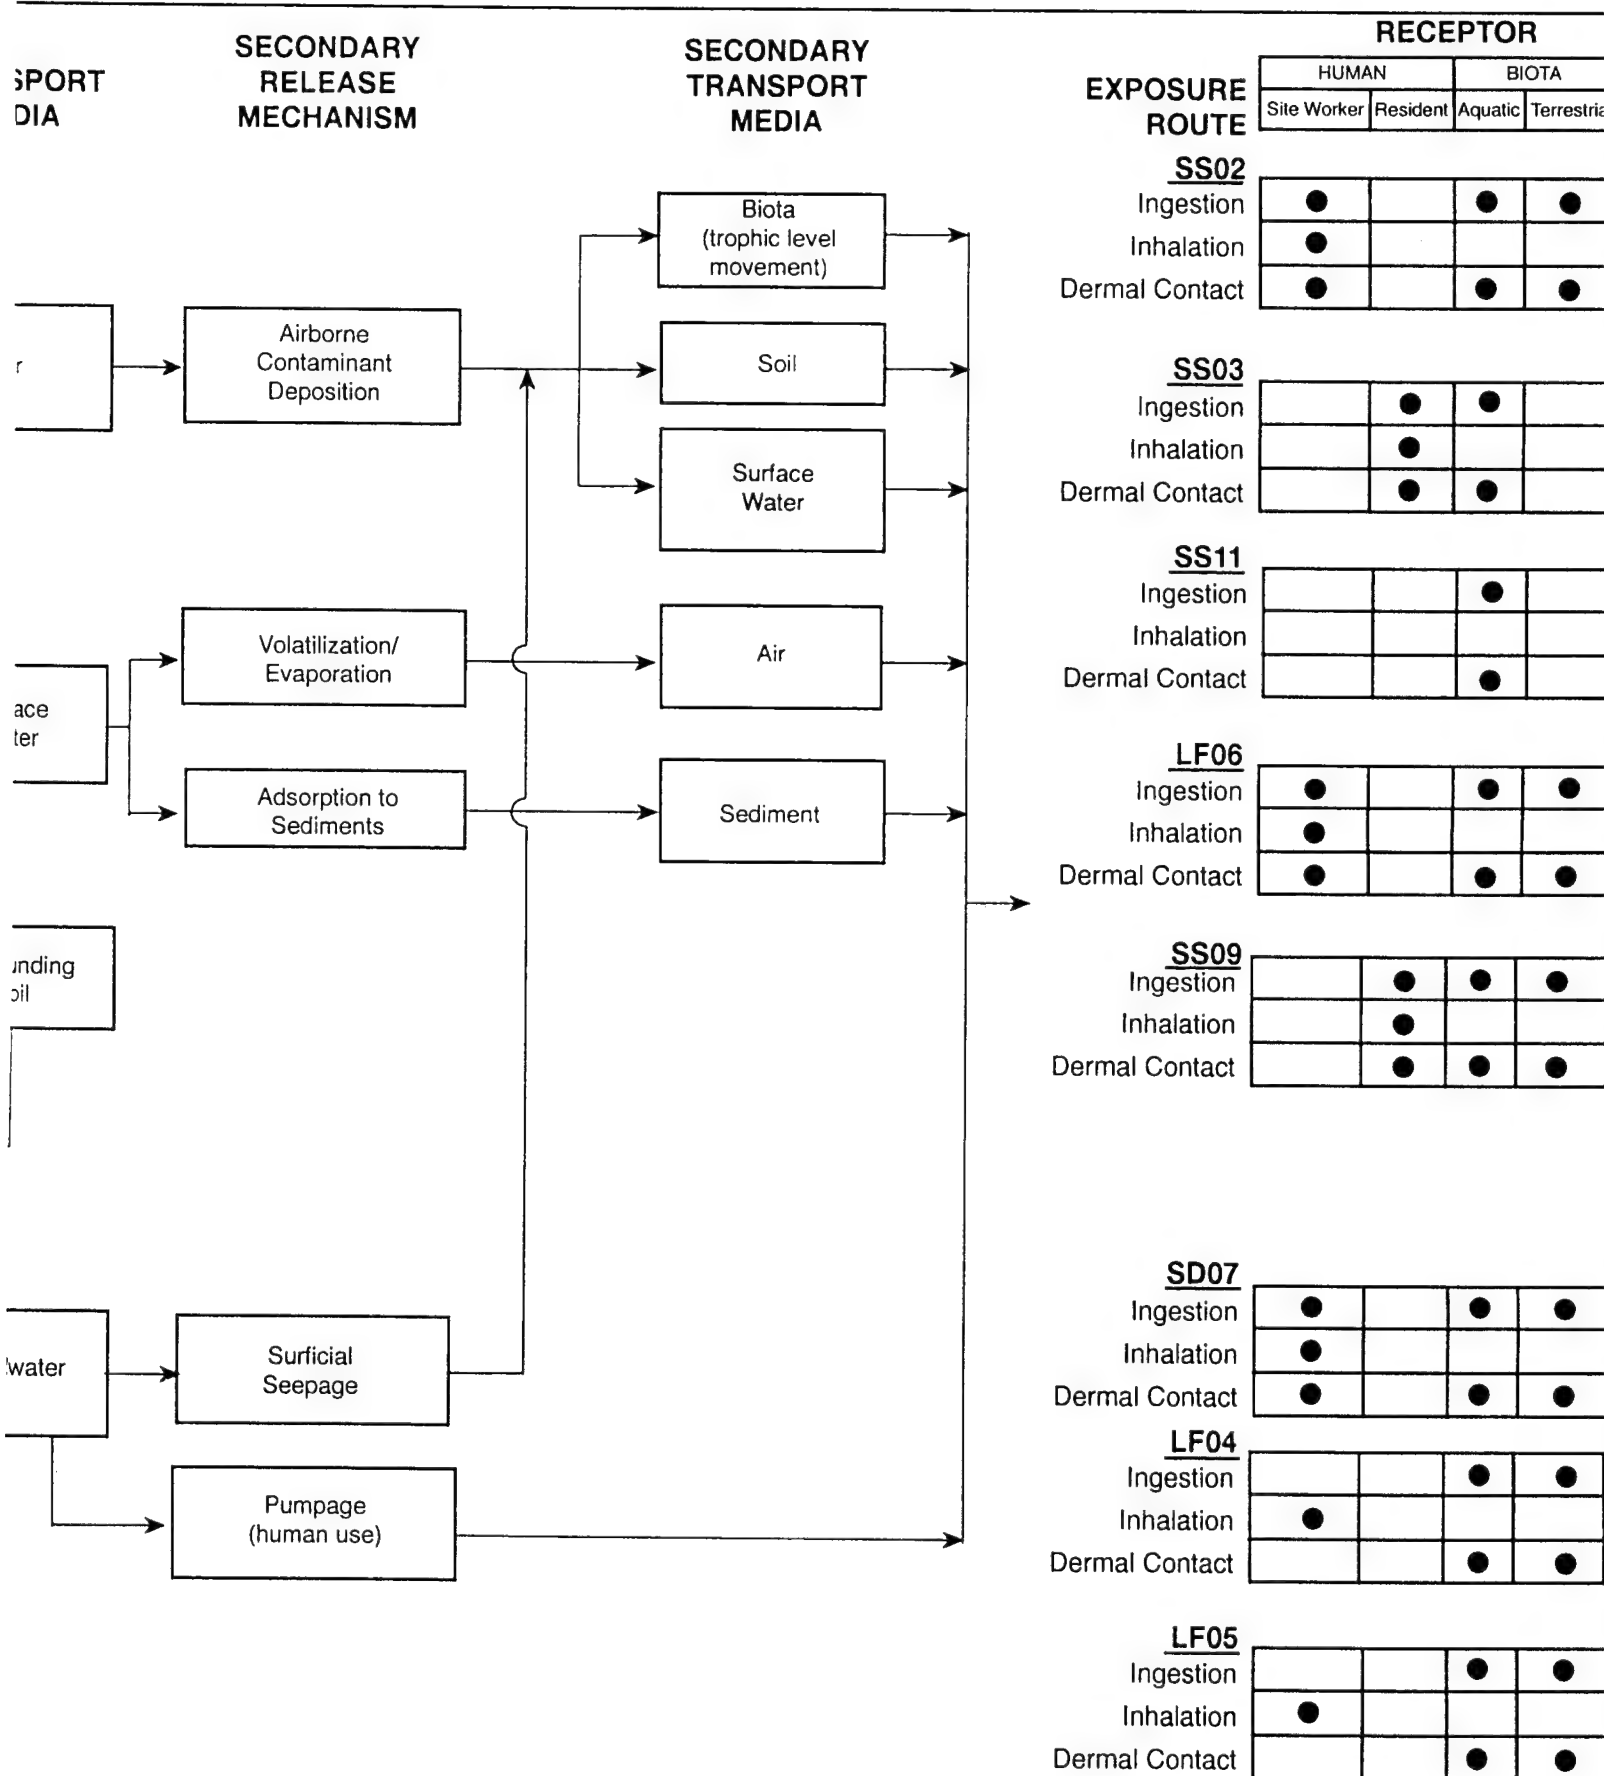 SPORT
DIA
SECONDARY
RELEASE
MECHANISM
SECONDARY
TRANSPORT
MEDIA
EXPOSURE
ROUTE
RECEPTOR
HUMAN
BIOTA
Site Worker
Resident
Aquatic
Terrestria
Biota
(trophic level
movement)
r
Airborne
Contaminant
Deposition
Soil
Surface
Water
ace
ter
Volatilization/
Evaporation
Air
Adsorption to
Sediments
Sediment
unding
oil
water
Surficial
Seepage
Pumpage
(human use)
SS02
Ingestion
Inhalation
Dermal Contact
SS03
Ingestion
Inhalation
Dermal Contact
SS11
Ingestion
Inhalation
Dermal Contact
LF06
Ingestion
Inhalation
Dermal Contact
SS09
Ingestion
Inhalation
Dermal Contact
SD07
Ingestion
Inhalation
Dermal Contact
LF04
Ingestion
Inhalation
Dermal Contact
LF05
Ingestion
Inhalation
Dermal Contact